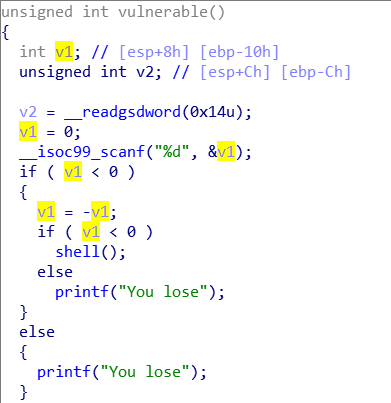 unsigned int vulnerable()
{
  int v1; // [esp+8h] [ebp-10h]
  unsigned int v2; // [esp+Ch] [ebp-Ch]

  v2 = __readgsdword(0x14u);
  v1 = 0;
  __isoc99_scanf("%d", &v1);
  if ( v1 < 0 )
  {
    v1 = -v1;
    if ( v1 < 0 )
      shell();
    else
      printf("You lose");
  }
  else
  {
    printf("You lose");
  }